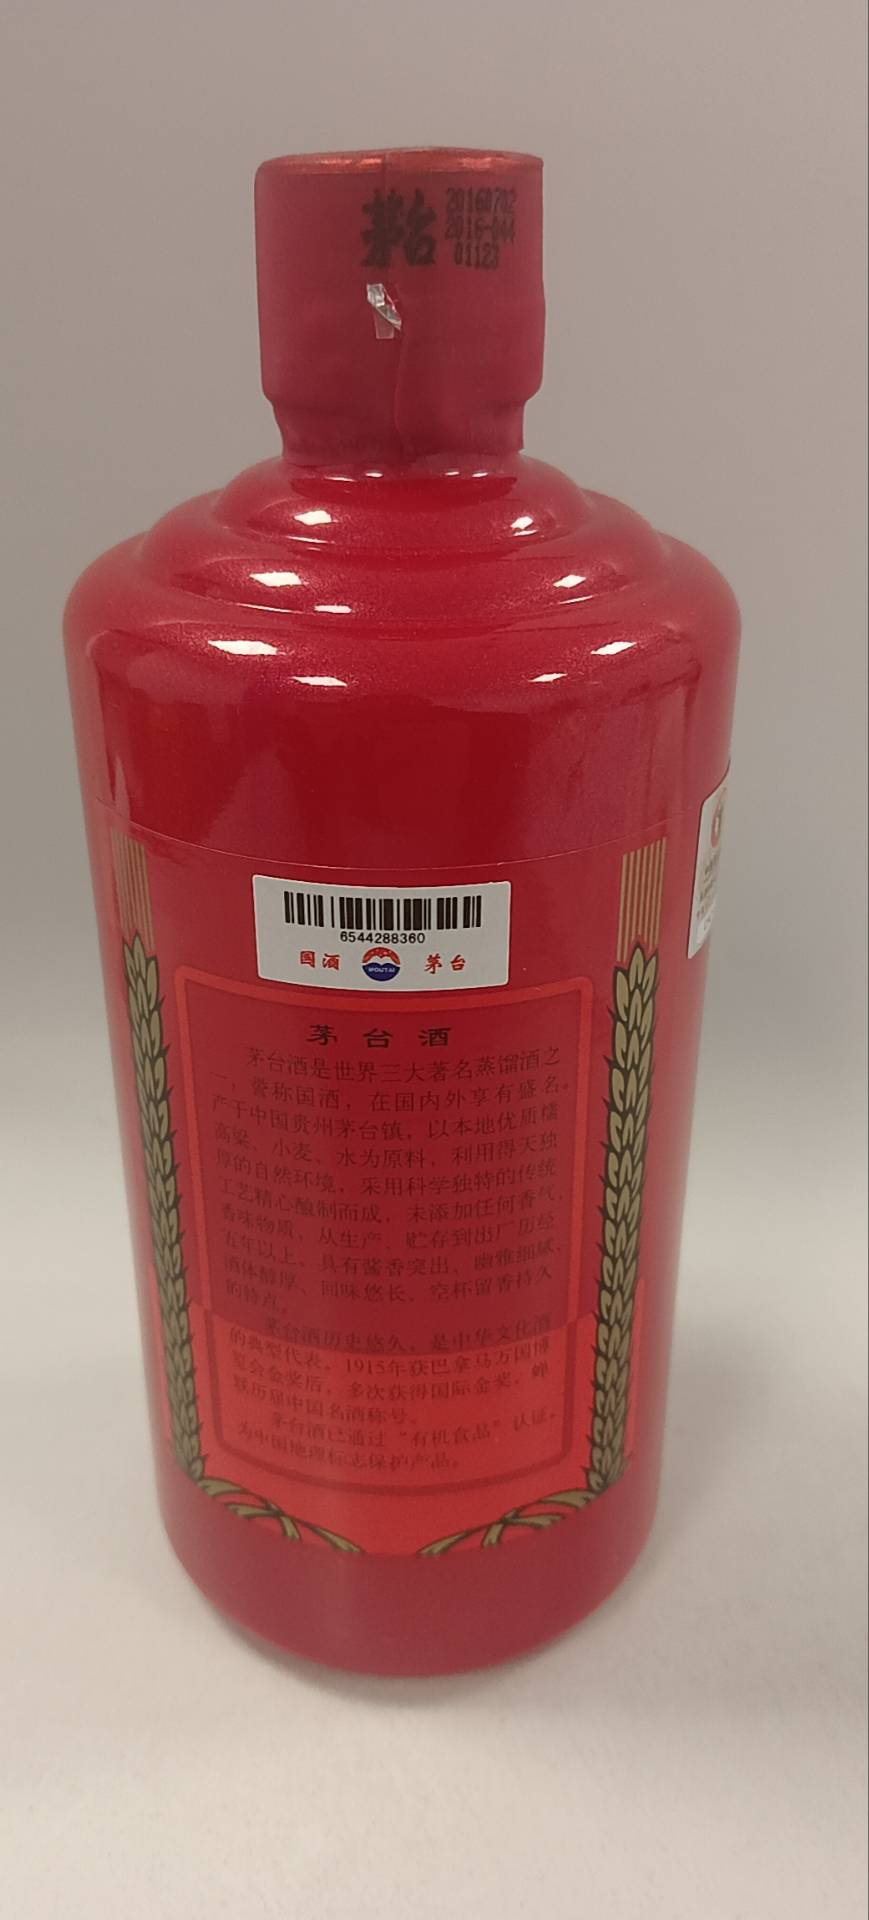 茅台
20160702
2016-044
01123
6544288360
国酒 MOUTAI 茅台
茅台酒
茅台酒是世界三大著名蒸馏酒之
一，誉称国酒，在国内外享有盛名。
产于中国贵州茅台镇，以本地优质糯
高粱、小麦、水为原料，利用得天独
厚的自然环境，采用科学独特的传统
工艺精心酿制而成，未添加任何香气、
香味物质，从生产、贮存到出厂历经
五年以上。具有酱香突出、幽雅细腻、
酒体醇厚、回味悠长、空杯留香持久
的特点。
茅台酒历史悠久，是中华文化酒
的典型代表。1915年获巴拿马万国博
览会金奖后，多次获得国际金奖，蝉
联历届中国名酒称号。
茅台酒已通过“有机食品”认证，
为中国地理标志保护产品。